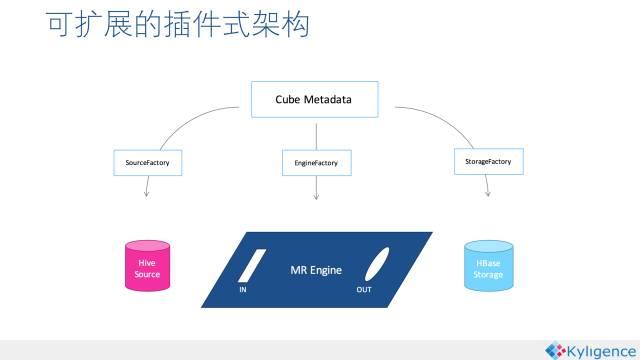 可扩展的插件式架构
Cube Metadata
SourceFactory
EngineFactory
StorageFactory
Hive
Source
MR Engine
IN
OUT
HBase
Storage
Kyligence